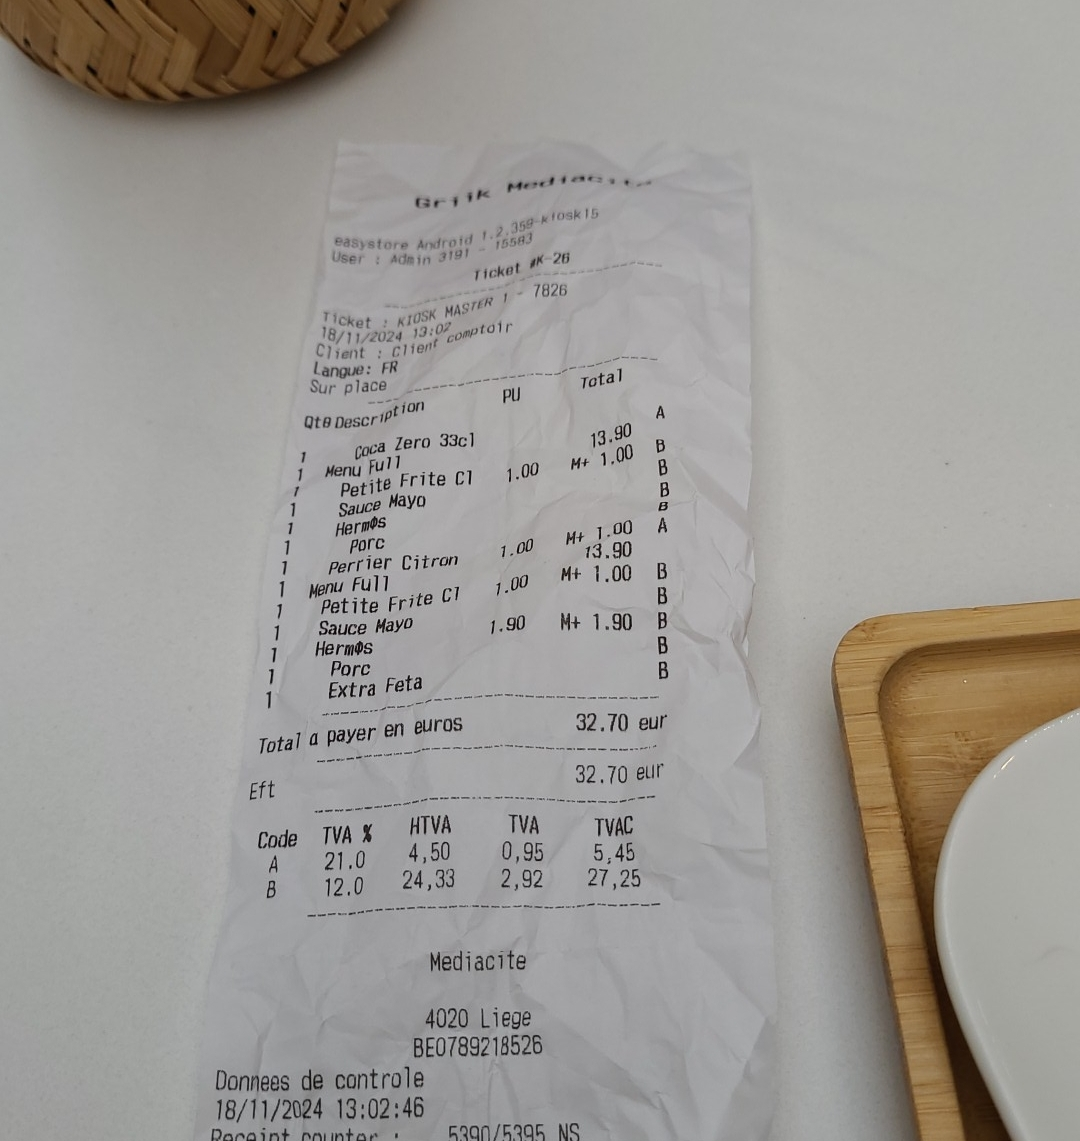 Griik Mediacite
easystore Android 1.2.359-kiosk15
User : Admin 3191 - 15583
Ticket #K-26
Ticket : KIOSK MASTER 1 - 7826
18/11/2024 13:02
Client : Client comptoir
Langue: FR
Sur place
Qte Description PU Total
1 Coca Zero 33cl A
1 Menu Full 13.90
1 Petite Frite Cl 1.00 M+ 1.00 B
1 Sauce Mayo B
1 HermΦs B
1 Porc B
1 Perrier Citron 1.00 M+ 1.00 A
1 Menu Full 13.90
1 Petite Frite Cl 1.00 M+ 1.00 B
1 Sauce Mayo B
1 HermΦs 1.90 M+ 1.90 B
1 Porc B
1 Extra Feta B
Total a payer en euros 32.70 eur
Eft 32.70 eur
Code TVA % HTVA TVA TVAC
A 21.0 4,50 0,95 5,45
B 12.0 24,33 2,92 27,25
Mediacite
4020 Liege
BE0789218526
Donnees de controle
18/11/2024 13:02:46
Receipt counter : 5390/5395 NS